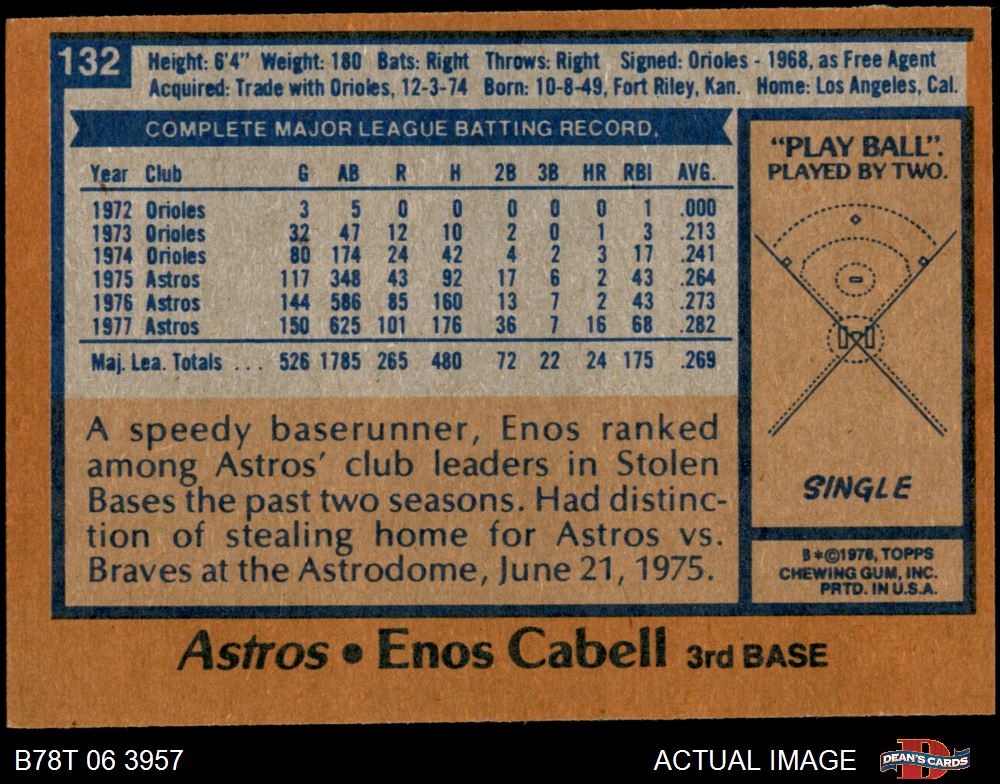 132
Height: 6'4" Weight: 180 Bats: Right Throws: Right Signed: Orioles - 1968, as Free Agent
Acquired: Trade with Orioles, 12-3-74 Born: 10-8-49, Fort Riley, Kan. Home: Los Angeles, Cal.
COMPLETE MAJOR LEAGUE BATTING RECORD.
Year Club G AB R H 2B 3B HR RBI AVG.
1972 Orioles 3 5 0 0 0 0 0 1 .000
1973 Orioles 32 47 12 10 2 0 1 3 .213
1974 Orioles 80 174 24 42 4 2 3 17 .241
1975 Astros 117 348 43 92 17 6 2 43 .264
1976 Astros 144 586 85 160 13 7 2 43 .273
1977 Astros 150 625 101 176 36 7 16 68 .282
Maj. Lea. Totals ... 526 1785 265 480 72 22 24 175 .269
A speedy baserunner, Enos ranked
among Astros' club leaders in Stolen
Bases the past two seasons. Had distinc-
tion of stealing home for Astros vs.
Braves at the Astrodome, June 21, 1975.
"PLAY BALL".
PLAYED BY TWO.
SINGLE
B*©1978, TOPPS
CHEWING GUM, INC.
PRTD. IN U.S.A.
Astros • Enos Cabell 3rd BASE
B78T 06 3957
ACTUAL IMAGE
DEAN'S CARDS